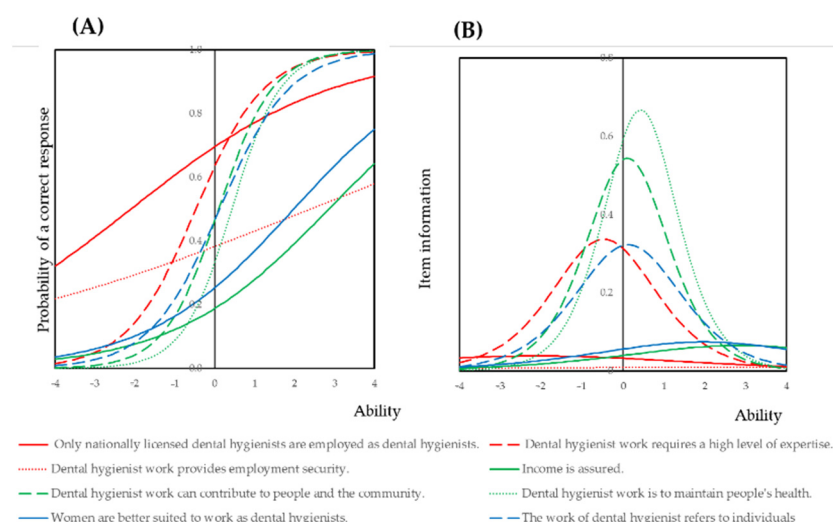 (A)
(B)
Probability of a correct response
1.0
0.8
0.6
0.4
0.2
0.0
-4 -3 -2 -1 0 1 2 3 4
Ability
Item information
0.8
0.6
0.4
0.2
0
-4 -3 -2 -1 0 1 2 3 4
Ability
Only nationally licensed dental hygienists are employed as dental hygienists.
Dental hygienist work requires a high level of expertise.
Dental hygienist work provides employment security.
Income is assured.
Dental hygienist work can contribute to people and the community.
Dental hygienist work is to maintain people's health.
Women are better suited to work as dental hygienists.
The work of dental hygienist refers to individuals